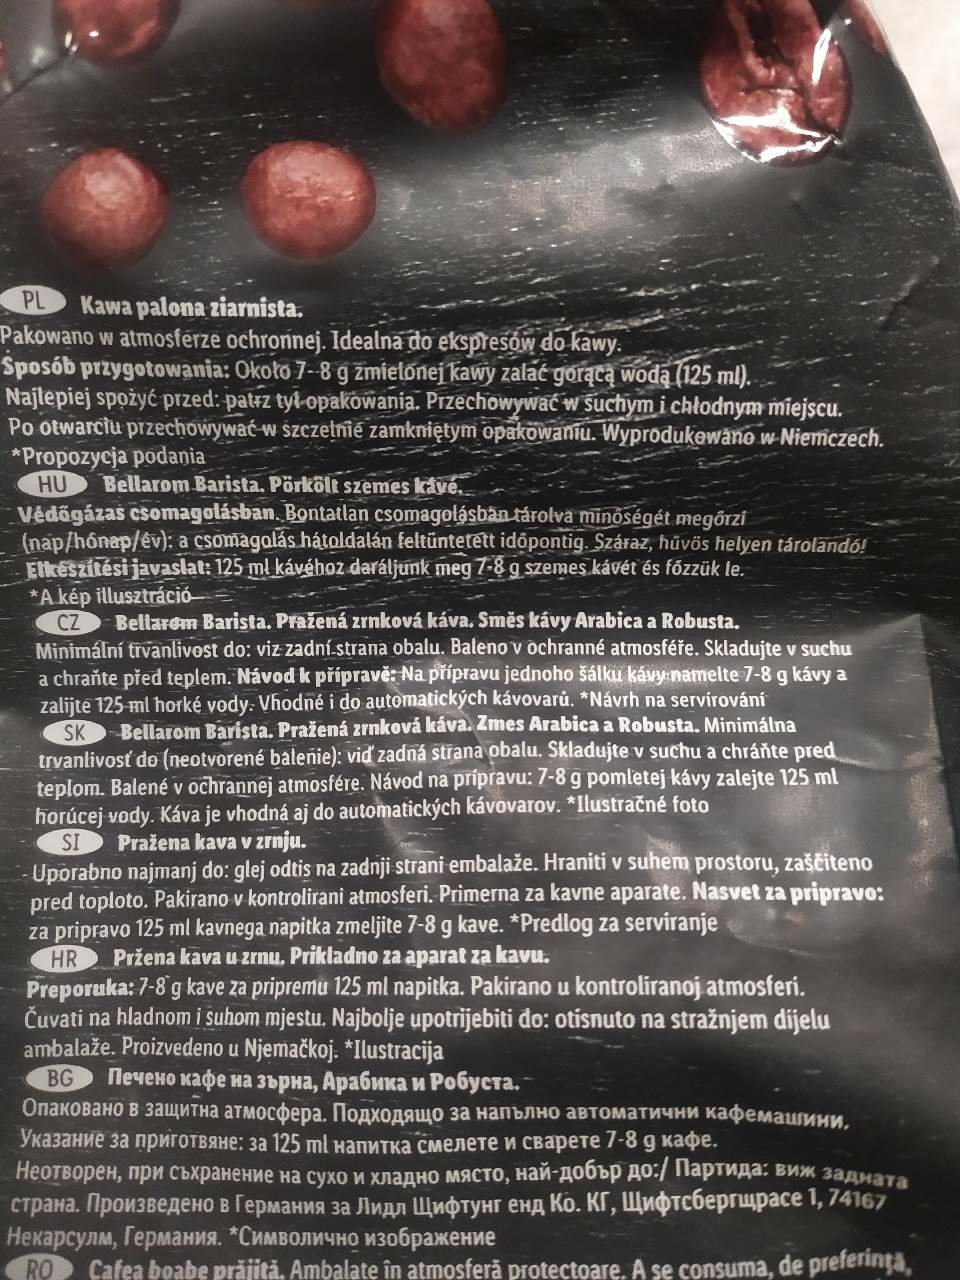 PL Kawa palona ziarnista.
Pakowano w atmosferze ochronnej. Idealna do ekspresów do kawy.
Sposób przygotowania: Około 7-8 g zmielonej kawy zalać gorącą wodą (125 ml).
Najlepiej spożyć przed: patrz tył opakowania. Przechowywać w suchym i chłodnym miejscu.
Po otwarciu przechowywać w szczelnie zamkniętym opakowaniu. Wyprodukowano w Niemczech.
*Propozycja podania
HU Bellarom Barista. Pörkölt szemes kávé.
Védőgázas csomagolásban. Bontatlan csomagolásban tárolva minőségét megőrzi
(nap/hónap/év): a csomagolás hátoldalán feltüntetett időpontig. Száraz, hűvös helyen tárolandó!
Elkészítési javaslat: 125 ml kávéhoz daráljunk meg 7-8 g szemes kávét és főzzük le.
*A kép illusztráció
CZ Bellarom Barista. Pražená zrnková káva. Směs kávy Arabica a Robusta.
Minimální trvanlivost do: viz zadní strana obalu. Baleno v ochranné atmosféře. Skladujte v suchu
a chraňte před teplem. Návod k přípravě: Na přípravu jednoho šálku kávy namelte 7-8 g kávy a
zalijte 125 ml horké vody. Vhodné i do automatických kávovarů. *Návrh na servírování
SK Bellarom Barista. Pražená zrnková káva. Zmes Arabica a Robusta. Minimálna
trvanlivosť do (neotvorené balenie): viď zadná strana obalu. Skladujte v suchu a chráňte pred
teplom. Balené v ochrannej atmosfére. Návod na prípravu: 7-8 g pomletej kávy zalejte 125 ml
horúcej vody. Káva je vhodná aj do automatických kávovarov. *Ilustračné foto
SI Pražena kava v zrnju.
Uporabno najmanj do: glej odtis na zadnji strani embalaže. Hraniti v suhem prostoru, zaščiteno
pred toploto. Pakirano v kontrolirani atmosferi. Primerna za kavne aparate. Nasvet za pripravo:
za pripravo 125 ml kavnega napitka zmeljite 7-8 g kave. *Predlog za serviranje
HR Pržena kava u zrnu. Prikladno za aparat za kavu.
Preporuka: 7-8 g kave za pripremu 125 ml napitka. Pakirano u kontroliranoj atmosferi.
Čuvati na hladnom i suhom mjestu. Najbolje upotrijebiti do: otisnuto na stražnjem dijelu
ambalaže. Proizvedeno u Njemačkoj. *Ilustracija
BG Печено кафе на зърна, Арабика и Робуста.
Опаковано в защитна атмосфера. Подходящо за напълно автоматични кафемашини.
Указание за приготвяне: за 125 ml напитка смелете и сварете 7-8 g кафе.
Неотворен, при съхранение на сухо и хладно място, най-добър до:/ Партида: виж задната
страна. Произведено в Германия за Лидл Щифтунг енд Ко. КГ, Щифтсбергщрасе 1, 74167
Некарсулм, Германия. *Символично изображение
RO Cafea boabe prăjită. Ambalate în atmosferă protectoare. A se consuma, de preferință,